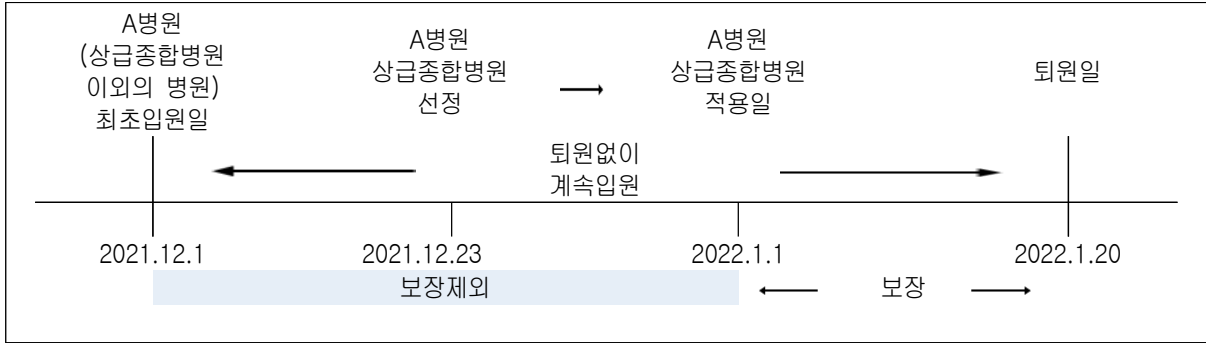 A병원
(상급종합병원
이외의 병원)
최초입원일
A병원
상급종합병원
선정
A병원
상급종합병원
적용일
퇴원일
퇴원없이
계속입원
2021.12.1
2021.12.23
2022.1.1
2022.1.20
보장제외
보장